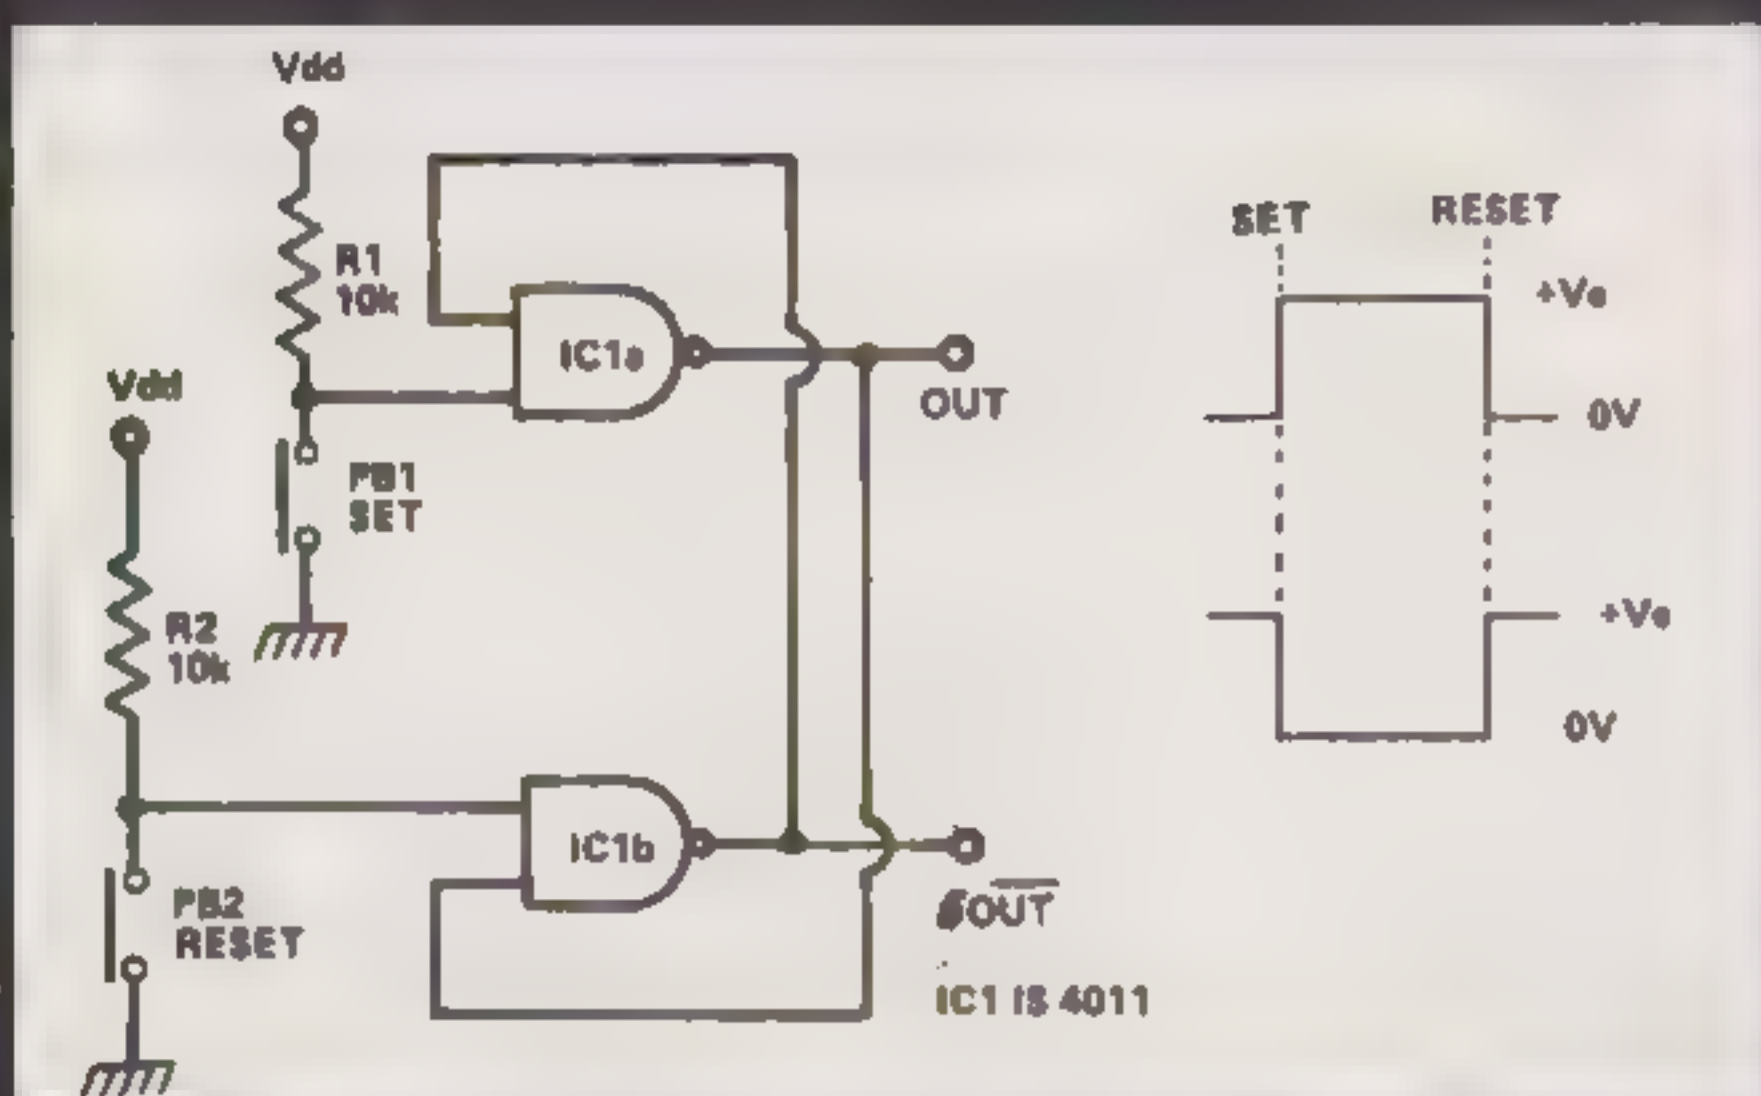 Vdd
R1
10k
IC1a
OUT
PB1
SET
Vdd
R2
10k
IC1b
PB2
RESET
OUT
IC1 IS 4011
SET
RESET
+Ve
0V
+Ve
0V